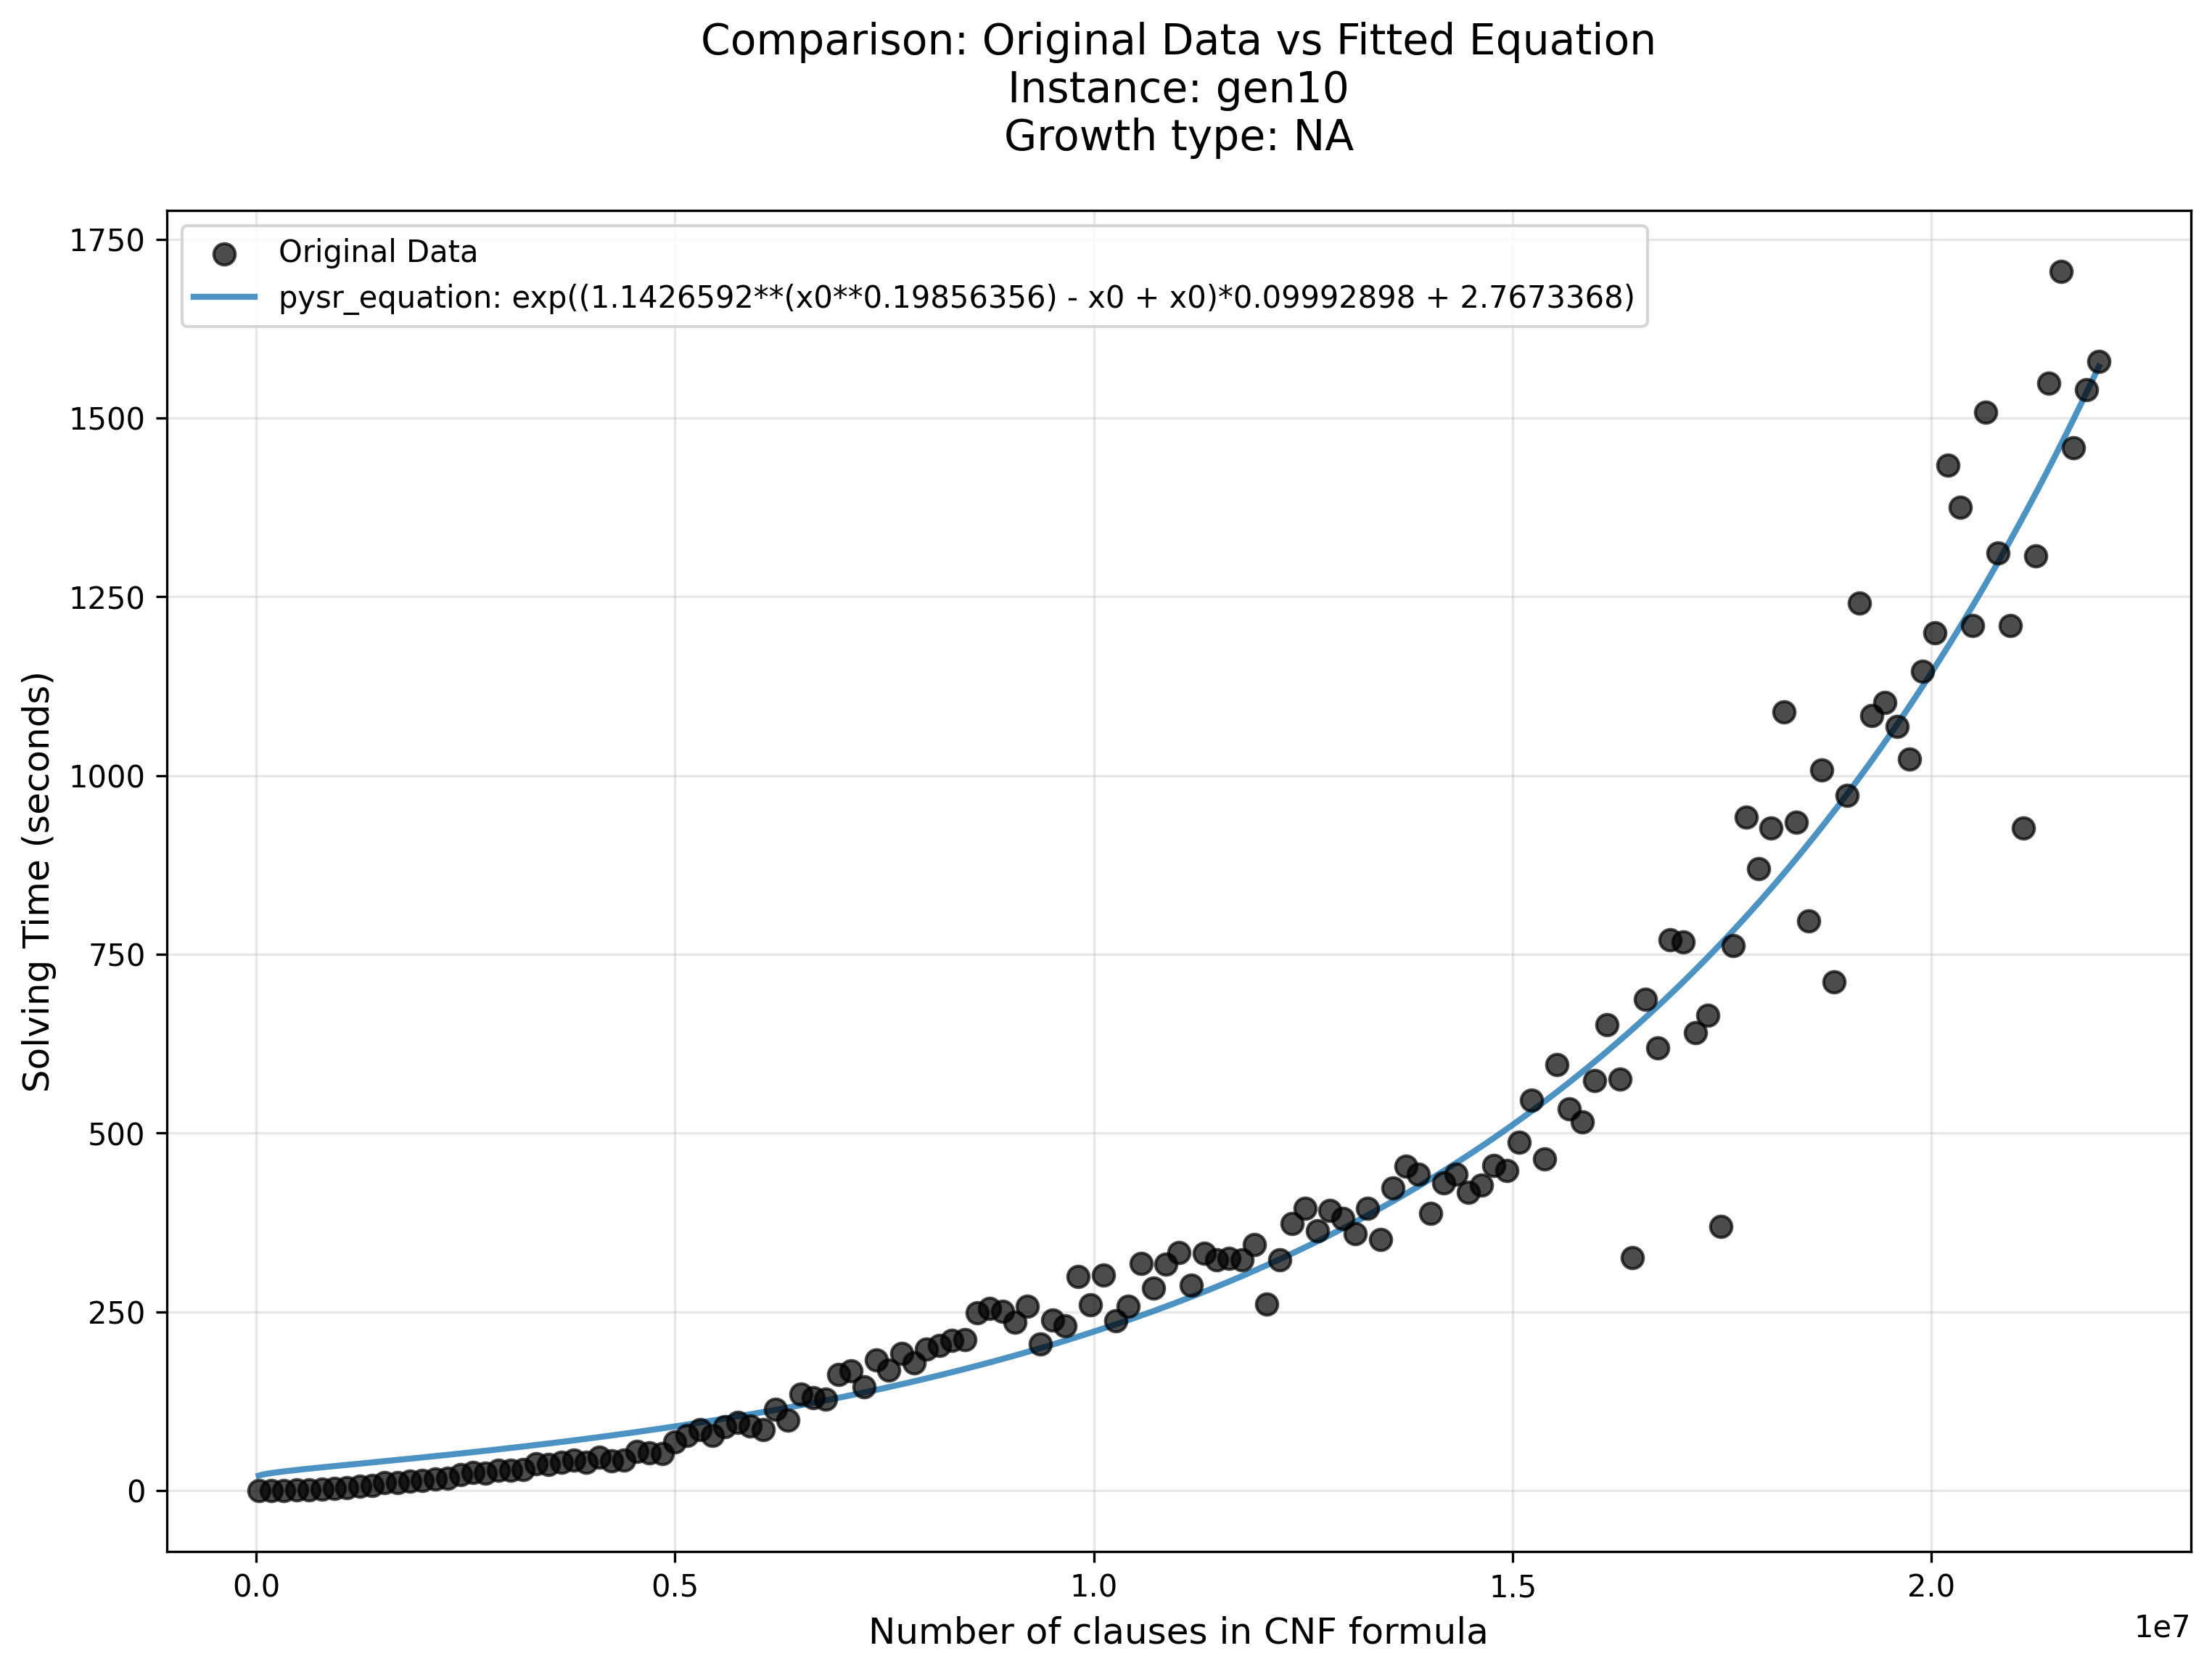 Comparison: Original Data vs Fitted Equation
Instance: gen10
Growth type: NA
Original Data
pysr_equation: exp((1.1426592**(x0**0.19856356) - x0 + x0)*0.09992898 + 2.7673368)
1750
1500
1250
1000
750
500
250
0
Solving Time (seconds)
0.0
0.5
1.0
1.5
2.0
1e7
Number of clauses in CNF formula